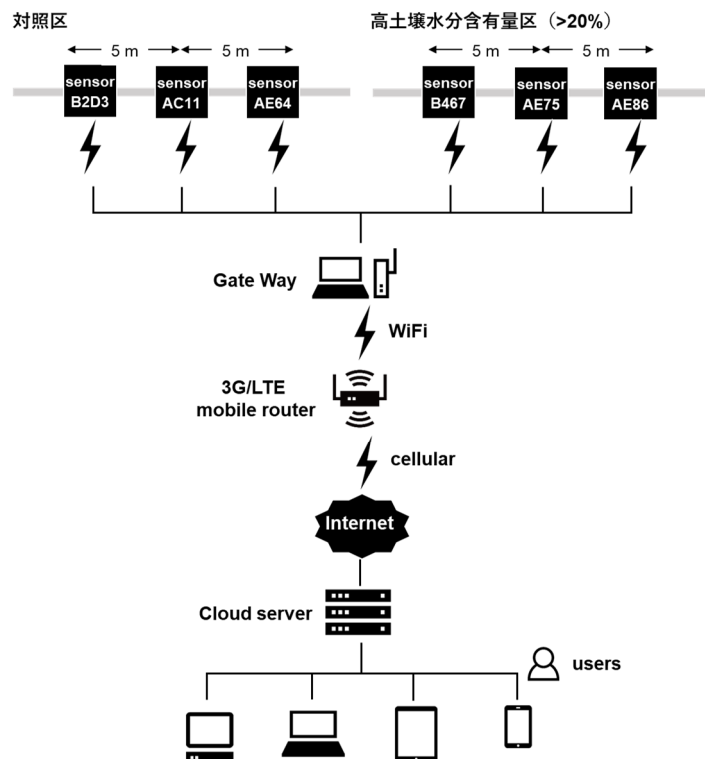 対照区
高土壤水分含有量区（>20%）
5 m
5 m
5 m
5 m
sensor
B2D3
sensor
AC11
sensor
AE64
sensor
B467
sensor
AE75
sensor
AE86
Gate Way
WiFi
3G/LTE
mobile router
cellular
Internet
Cloud server
users